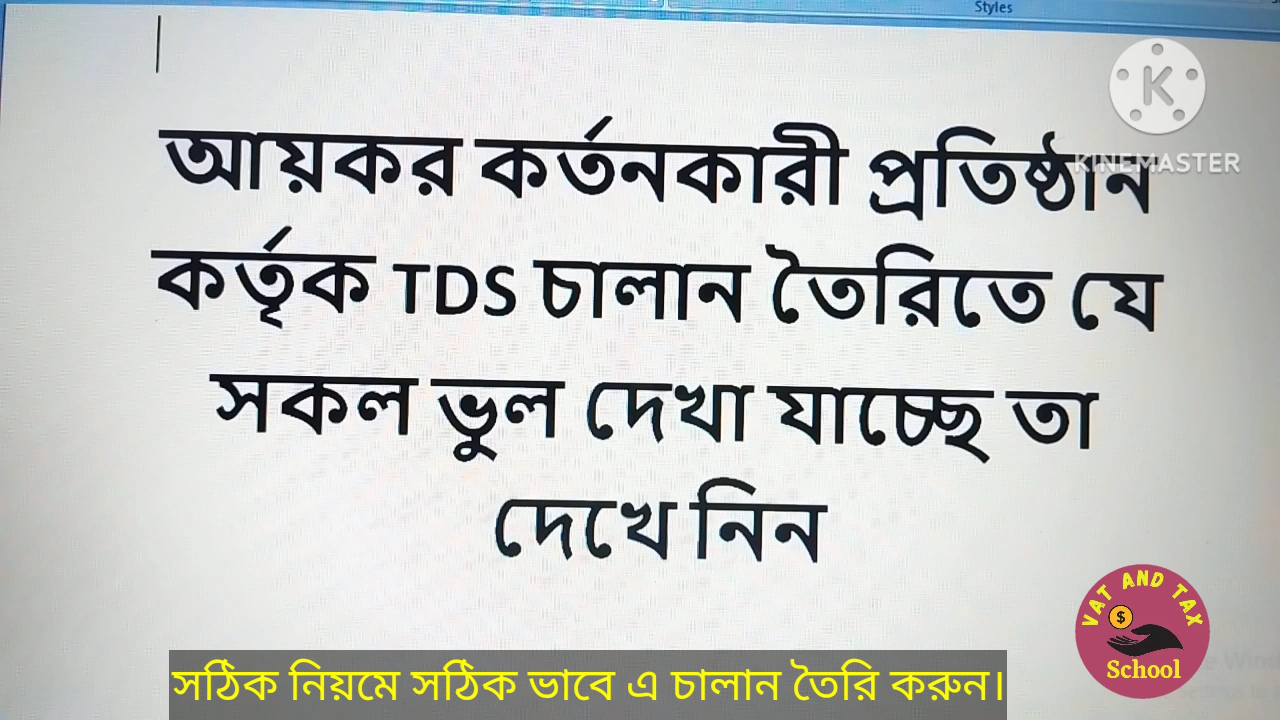 Styles
K
KINEMASTER
আয়কর কর্তনকারী প্রতিষ্ঠান
কর্তৃক TDS চালান তৈরিতে যে
সকল ভুল দেখা যাচ্ছে তা
দেখে নিন
VAT AND TAX
$
School
সঠিক নিয়মে সঠিক ভাবে এ চালান তৈরি করুন।